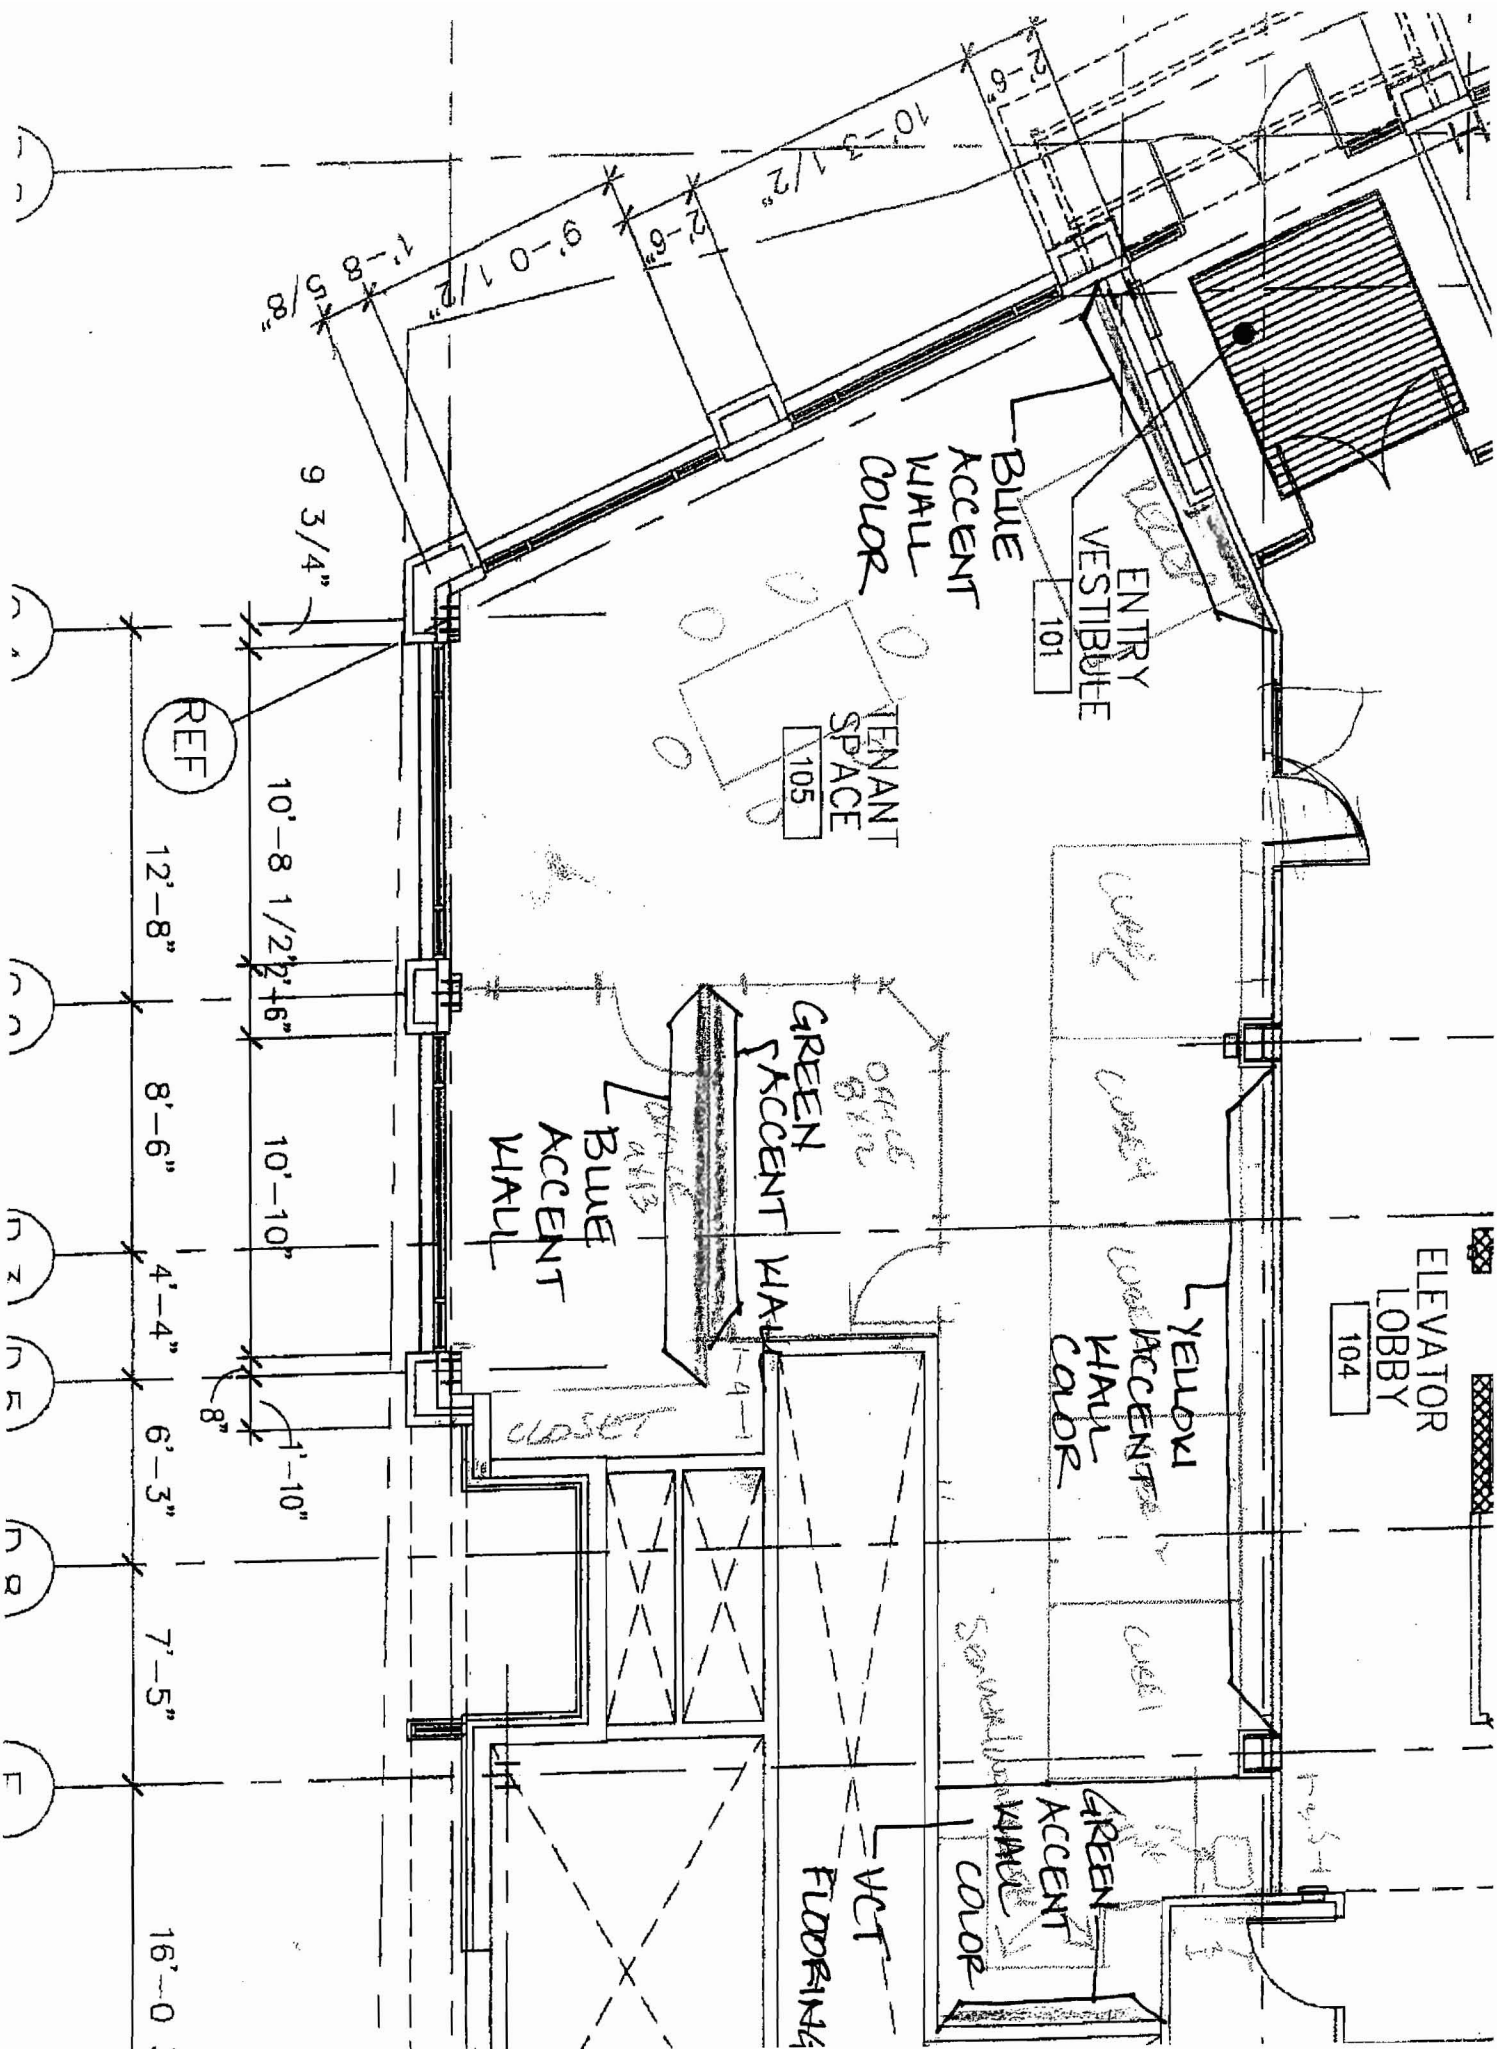 2'-6"
10'-3 1/2"
2'-6"
9'-0 1/2"
1'-8
5/8"
9 3/4"
REF
BLUE
ACCENT
WALL
COLOR
ENTRY
VESTIBULE
101
TENANT
SPACE
105
ELEVATOR
LOBBY
104
YELLOW
ACCENT
WALL
COLOR
GREEN
ACCENT WALL
OFFICE
8X12
BLUE
ACCENT
WALL
CLOSET
GREEN
ACCENT
WALL
COLOR
VCT
FLOORING
10'-8 1/2"
2'-6"
10'-10"
8"
1'-10"
12'-8"
8'-6"
4'-4"
6'-3"
7'-5"
16'-0